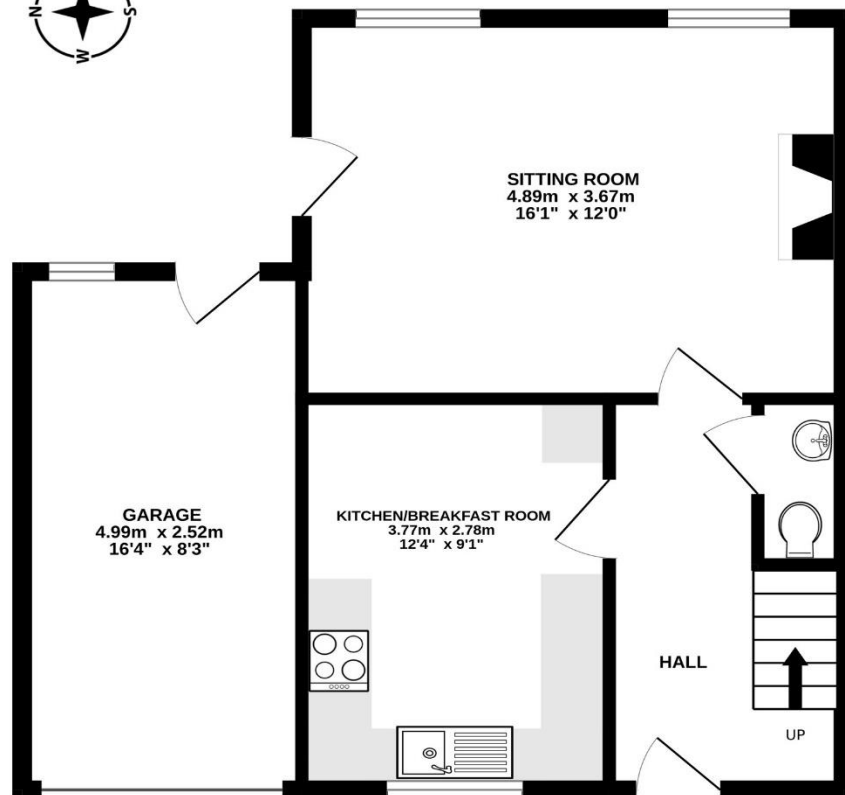 N
S
W
SITTING ROOM
4.89m x 3.67m
16'1" x 12'0"
GARAGE
4.99m x 2.52m
16'4" x 8'3"
KITCHEN/BREAKFAST ROOM
3.77m x 2.78m
12'4" x 9'1"
HALL
UP